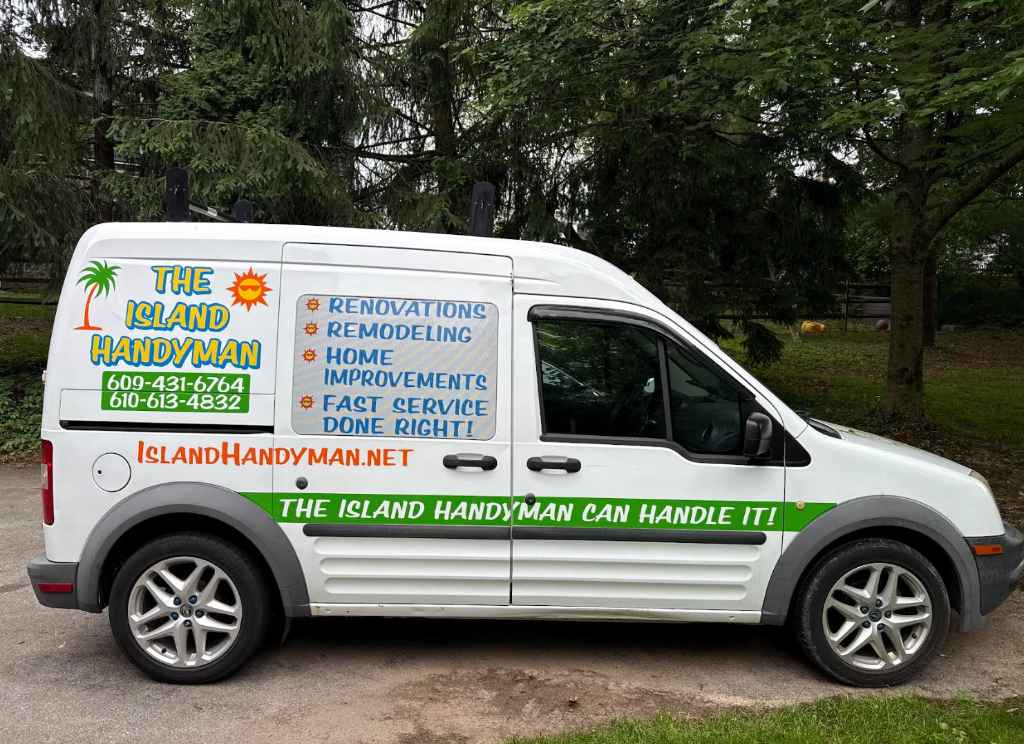 THE
ISLAND
HANDYMAN
609-431-6764
610-613-4832
RENOVATIONS
REMODELING
HOME
IMPROVEMENTS
FAST SERVICE
DONE RIGHT!
ISLANDHANDYMAN.NET
THE ISLAND HANDYMAN CAN HANDLE IT!